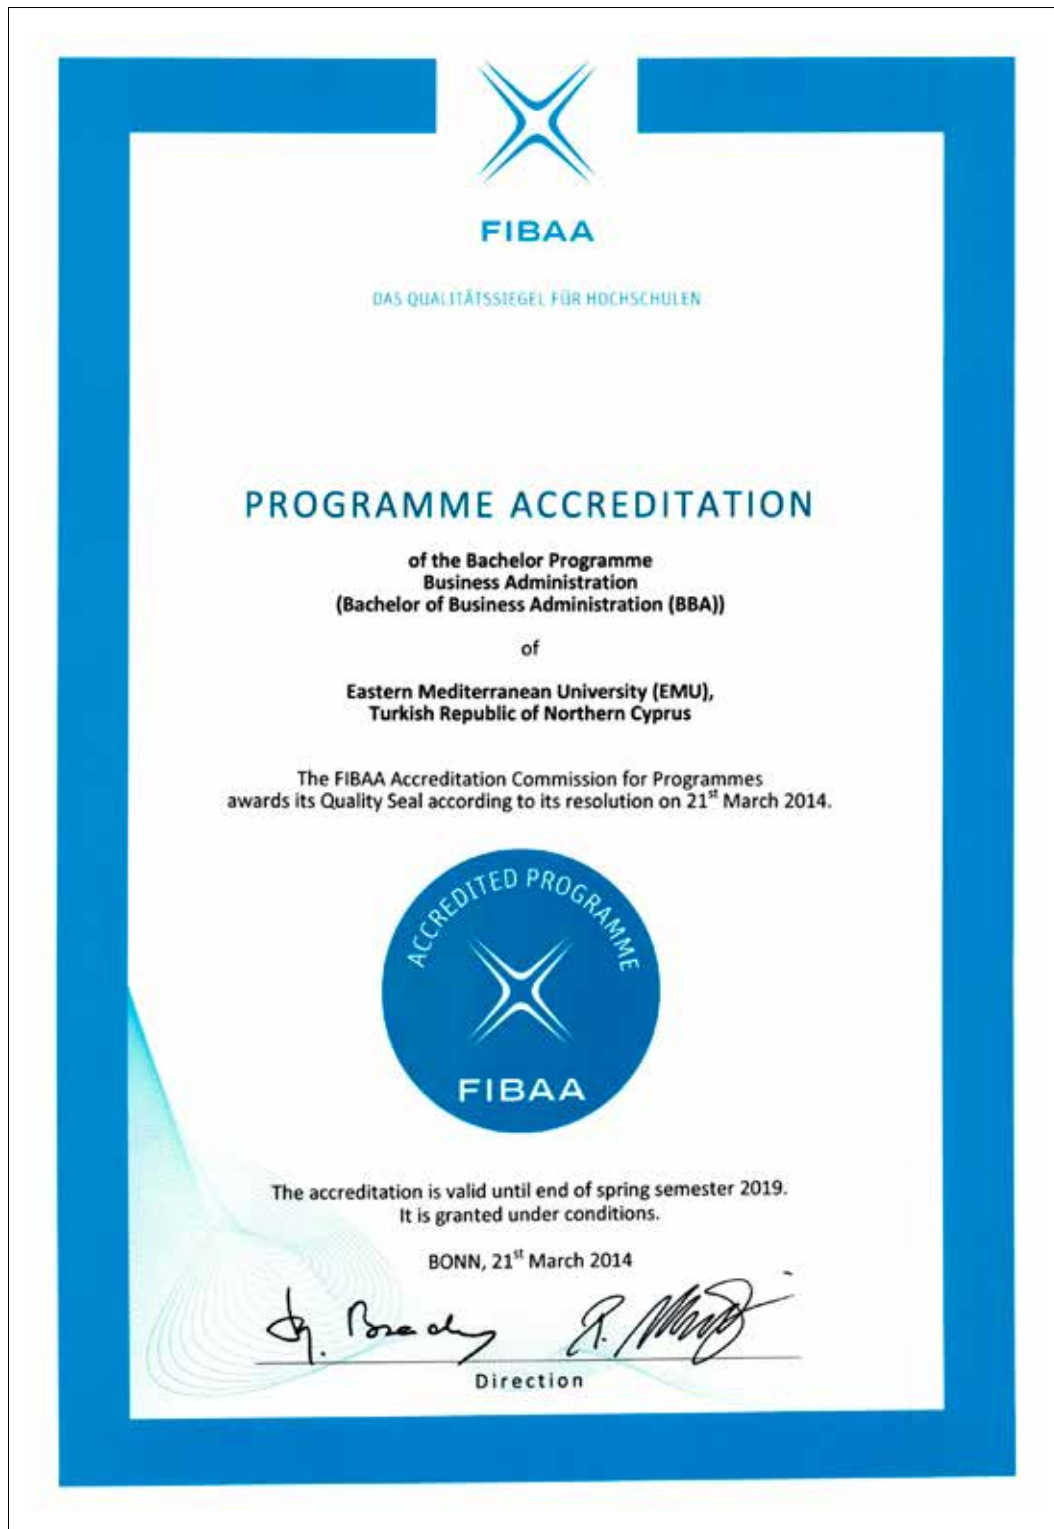 FIBAA
DAS QUALITÄTSSIEGEL FÜR HOCHSCHULEN
PROGRAMME ACCREDITATION
of the Bachelor Programme
Business Administration
(Bachelor of Business Administration (BBA))
of
Eastern Mediterranean University (EMU),
Turkish Republic of Northern Cyprus
The FIBAA Accreditation Commission for Programmes
awards its Quality Seal according to its resolution on 21st March 2014.
ACCREDITED PROGRAMME
FIBAA
The accreditation is valid until end of spring semester 2019.
It is granted under conditions.
BONN, 21st March 2014
Direction